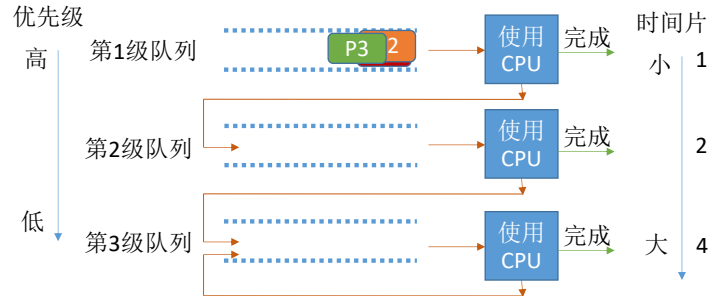 优先级
时间片
高
第1级队列
P3
2
使用
CPU
完成
小
1
第2级队列
使用
CPU
完成
2
低
第3级队列
使用
CPU
完成
大
4